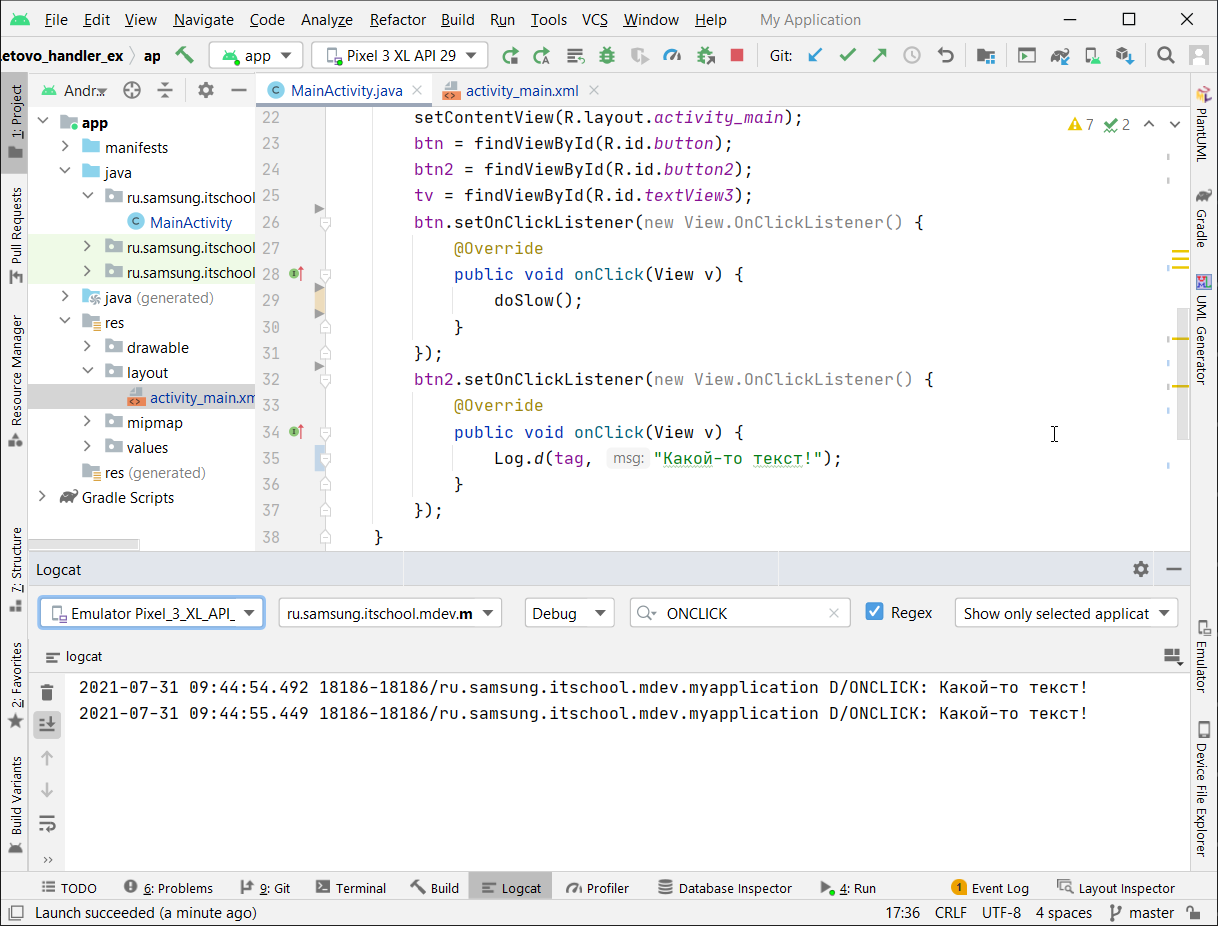 File Edit View Navigate Code Analyze Refactor Build Run Tools VCS Window Help My Application
etovo_handler_ex ap app Pixel 3 XL API 29 Git:
1: Project
Pull Requests
Resource Manager
7: Structure
2: Favorites
Build Variants
Andr
app
manifests
java
ru.samsung.itschool
MainActivity
ru.samsung.itschool
ru.samsung.itschool
java (generated)
res
drawable
layout
activity_main.xm
mipmap
values
res (generated)
Gradle Scripts
MainActivity.java activity_main.xml
7 2
22 setContentView(R.layout.activity_main);
23 btn = findViewById(R.id.button);
24 btn2 = findViewById(R.id.button2);
25 tv = findViewById(R.id.textView3);
26 btn.setOnClickListener(new View.OnClickListener() {
27 @Override
28 public void onClick(View v) {
29 doSlow();
30 }
31 });
32 btn2.setOnClickListener(new View.OnClickListener() {
33 @Override
34 public void onClick(View v) {
35 Log.d(tag, msg: "Какой-то текст!");
36 }
37 });
38 }
PlantUML
Gradle
UML Generator
Emulator
Device File Explorer
Logcat
Emulator Pixel_3_XL_API_ ru.samsung.itschool.mdev.m Debug ONCLICK Regex Show only selected applicat
logcat
2021-07-31 09:44:54.492 18186-18186/ru.samsung.itschool.mdev.myapplication D/ONCLICK: Какой-то текст!
2021-07-31 09:44:55.449 18186-18186/ru.samsung.itschool.mdev.myapplication D/ONCLICK: Какой-то текст!
TODO 6: Problems 9: Git Terminal Build Logcat Profiler Database Inspector 4: Run 1 Event Log Layout Inspector
Launch succeeded (a minute ago) 17:36 CRLF UTF-8 4 spaces master